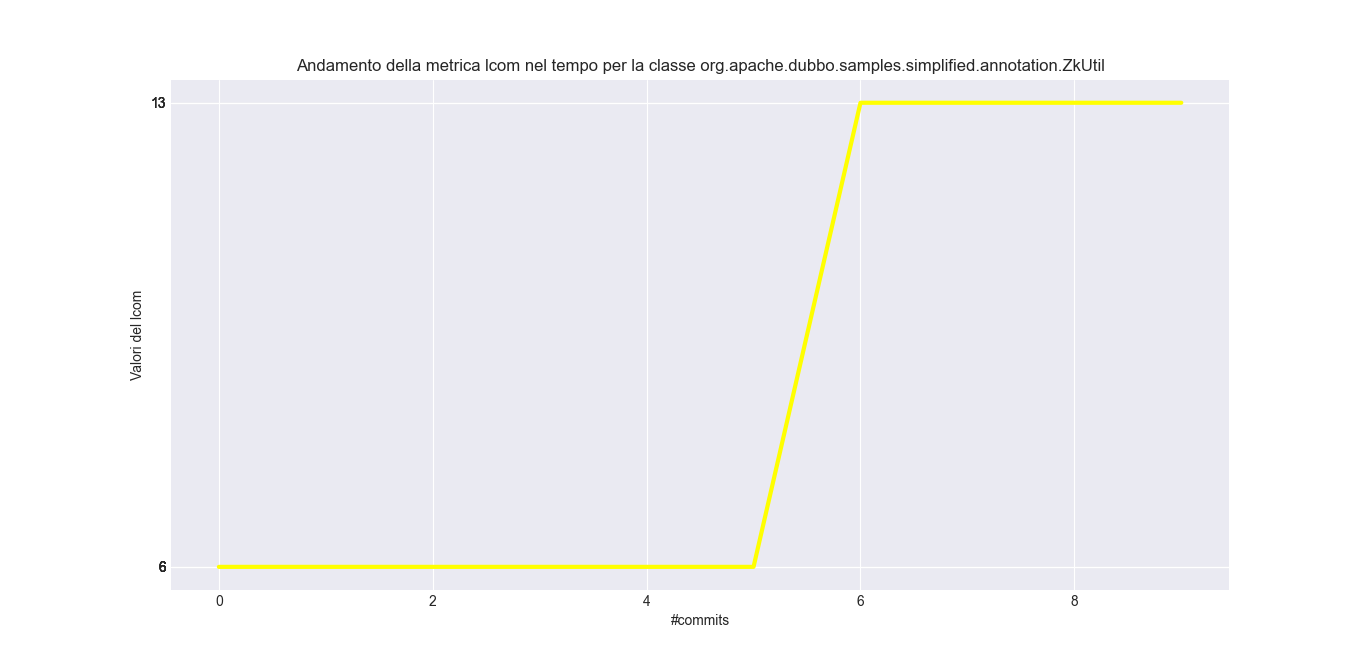 Andamento della metrica lcom nel tempo per la classe org.apache.dubbo.samples.simplified.annotation.ZkUtil
13
Valori del lcom
6
0 2 4 6 8
#commits